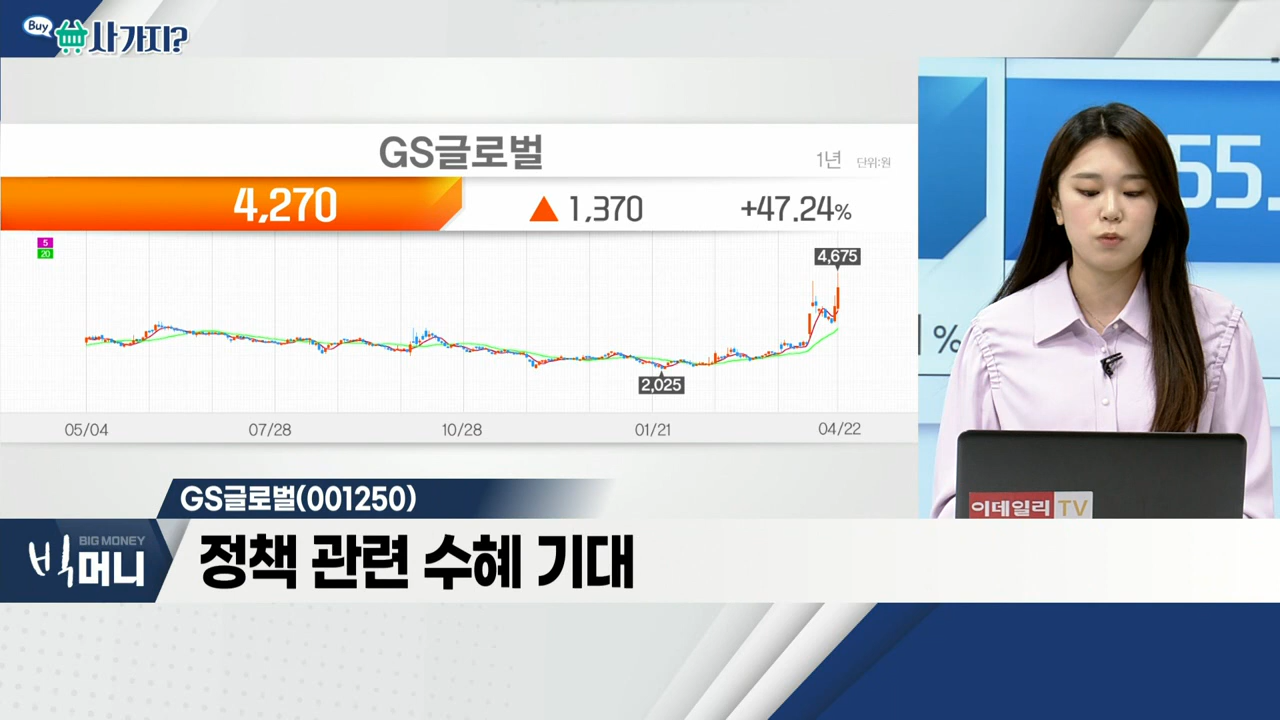 Buy
사가지?
GS글로벌
1년 단위:원
4,270 ▲ 1,370 +47.24%
5
20
4,675
2,025
05/04 07/28 10/28 01/21 04/22
55.
%
이데일리 TV
GS글로벌(001250)
BIG MONEY
빅머니
정책 관련 수혜 기대